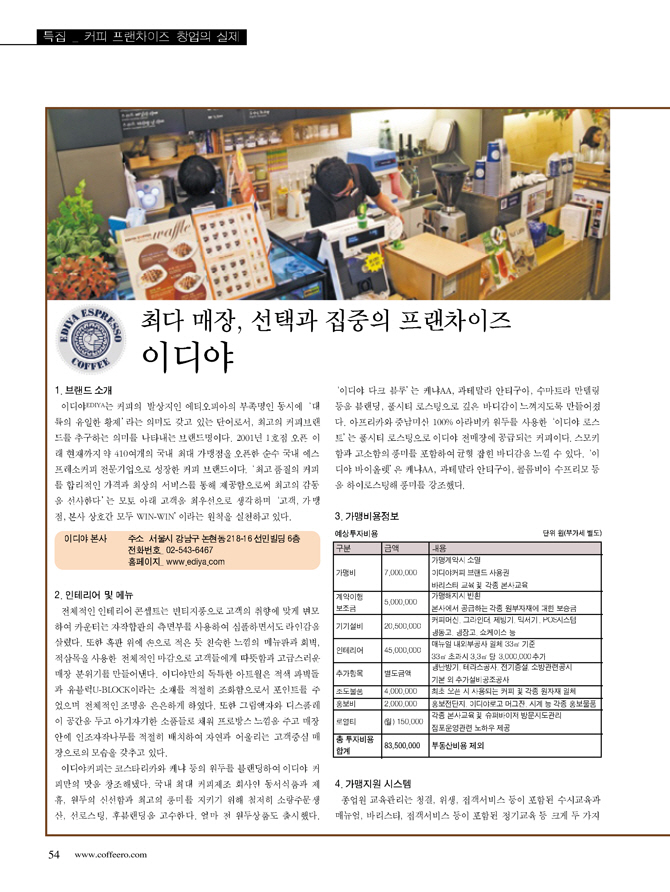 특집 _ 커피 프랜차이즈 창업의 실제
waffle
EDIYA ESPRESSO
COFFEE
최다 매장, 선택과 집중의 프랜차이즈
이디야
1. 브랜드 소개
이디야EDIYA는 커피의 발상지인 에티오피아의 부족명인 동시에 ‘대
륙의 유일한 황제’라는 의미도 갖고 있는 단어로서, 최고의 커피브랜
드를 추구하는 의미를 나타내는 브랜드명이다. 2001년 1호점 오픈 이
래 현재까지 약 410여개의 국내 최대 가맹점을 오픈한 순수 국내 에스
프레소커피 전문기업으로 성장한 커피 브랜드이다. ‘최고 품질의 커피
를 합리적인 가격과 최상의 서비스를 통해 제공함으로써 최고의 감동
을 선사한다’는 모토 아래 고객을 최우선으로 생각하며 ‘고객, 가맹
점, 본사 상호간 모두 WIN-WIN’이라는 원칙을 실천하고 있다.
이디야 본사 주소 서울시 강남구 논현동 218-16 선민빌딩 6층
전화번호_ 02-543-6467
홈페이지_ www.ediya.com
2. 인테리어 및 메뉴
전체적인 인테리어 콘셉트는 빈티지풍으로 고객의 취향에 맞게 변모
하여 카운터는 자작합판의 측면부를 사용하여 심플하면서도 라인감을
살렸다. 또한 흑판 위에 손으로 적은 듯 친숙한 느낌의 메뉴판과 회벽,
적삼목을 사용한 전체적인 마감으로 고객들에게 따뜻함과 고급스러운
매장 분위기를 만들어낸다. 이디야만의 독특한 아트월은 적색 파벽돌
과 유블럭U-BLOCK이라는 소재를 적절히 조화함으로서 포인트를 주
었으며 전체적인 조명을 은은하게 하였다. 또한 그림액자와 디스플레
이 공간을 두고 아기자기한 소품들로 채워 프로방스 느낌을 주고 매장
안에 인조자작나무를 적절히 배치하여 자연과 어울리는 고객중심 매
장으로의 모습을 갖추고 있다.
이디야커피는 코스타리카와 케냐 등의 원두를 블랜딩하여 이디야 커
피만의 맛을 창조해냈다. 국내 최대 커피제조 회사인 동서식품과 제
휴, 원두의 신선함과 최고의 풍미를 지키기 위해 철저히 소량주문생
산, 선로스팅, 후블랜딩을 고수한다. 얼마 전 원두상품도 출시했다.
‘이디야 다크 블루’는 케냐AA, 과테말라 안티구아, 수마트라 만델링
등을 블랜딩, 풀시티 로스팅으로 깊은 바디감이 느껴지도록 만들어졌
다. 아프리카와 중남미산 100% 아라비카 원두를 사용한 ‘이디야 로스
트’는 풀시티 로스팅으로 이디야 전매장에 공급되는 커피이다. 스모키
함과 고소함의 풍미를 포함하여 균형 잡힌 바디감을 느낄 수 있다. ‘이
디야 바이올렛’은 케냐AA, 과테말라 안티구아, 콜롬비아 수프리모 등
을 하이로스팅해 풍미를 강조했다.
3. 가맹비용정보
예상투자비용 단위 원(부가세 별도)
구분 금액 내용
가맹비 7,000,000 가맹계약시 소멸
이디야커피 브랜드 사용권
바리스타 교육 및 각종 본사교육
계약이행보조금 5,000,000 가맹해지시 반환
본사에서 공급하는 각종 원부자재에 대한 보증금
기기설비 20,500,000 커피머신, 그라인더, 제빙기, 믹서기, POS시스템
냉동고, 냉장고, 쇼케이스 등
인테리어 45,000,000 매뉴얼 내외부공사 일체 33㎡ 기준
33㎡ 초과시 3.3㎡ 당 3,000,000 추가
추가항목 별도금액 냉난방기, 테라스공사, 전기증설, 소방관련공사
기본 외 추가설비공조공사
초도물품 4,000,000 최초 오픈 시 사용되는 커피 및 각종 원자재 일체
홍보비 2,000,000 홍보전단지, 이디야로고 머그잔, 시계 등 각종 홍보물품
로열티 (월) 150,000 각종 본사교육 및 슈퍼바이저 방문지도관리
점포운영관련 노하우 제공
총 투자비용 합계 83,500,000 부동산비용 제외
4. 가맹지원 시스템
종업원 교육관리는 청결, 위생, 접객서비스 등이 포함된 수시교육과
매뉴얼, 바리스타, 접객서비스 등이 포함된 정기교육 등 크게 두 가지
54 www.coffeero.com